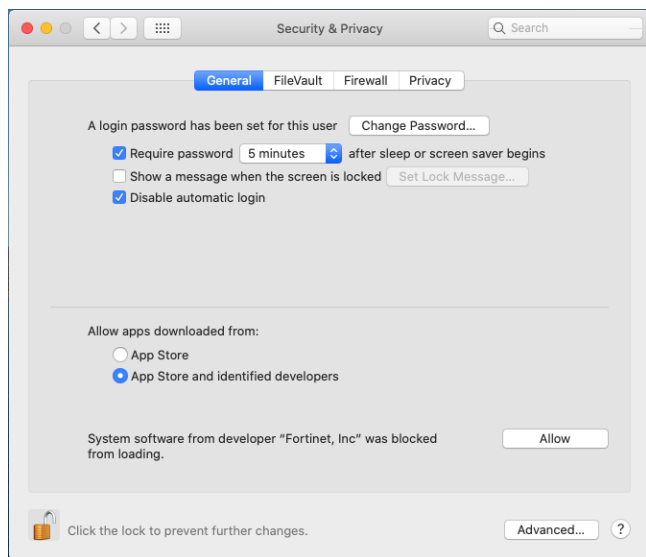 Security & Privacy
Search
General
FileVault
Firewall
Privacy
A login password has been set for this user
Change Password...
Require password
5 minutes
after sleep or screen saver begins
Show a message when the screen is locked
Set Lock Message...
Disable automatic login
Allow apps downloaded from:
App Store
App Store and identified developers
System software from developer “Fortinet, Inc” was blocked
from loading.
Allow
Click the lock to prevent further changes.
Advanced...
?